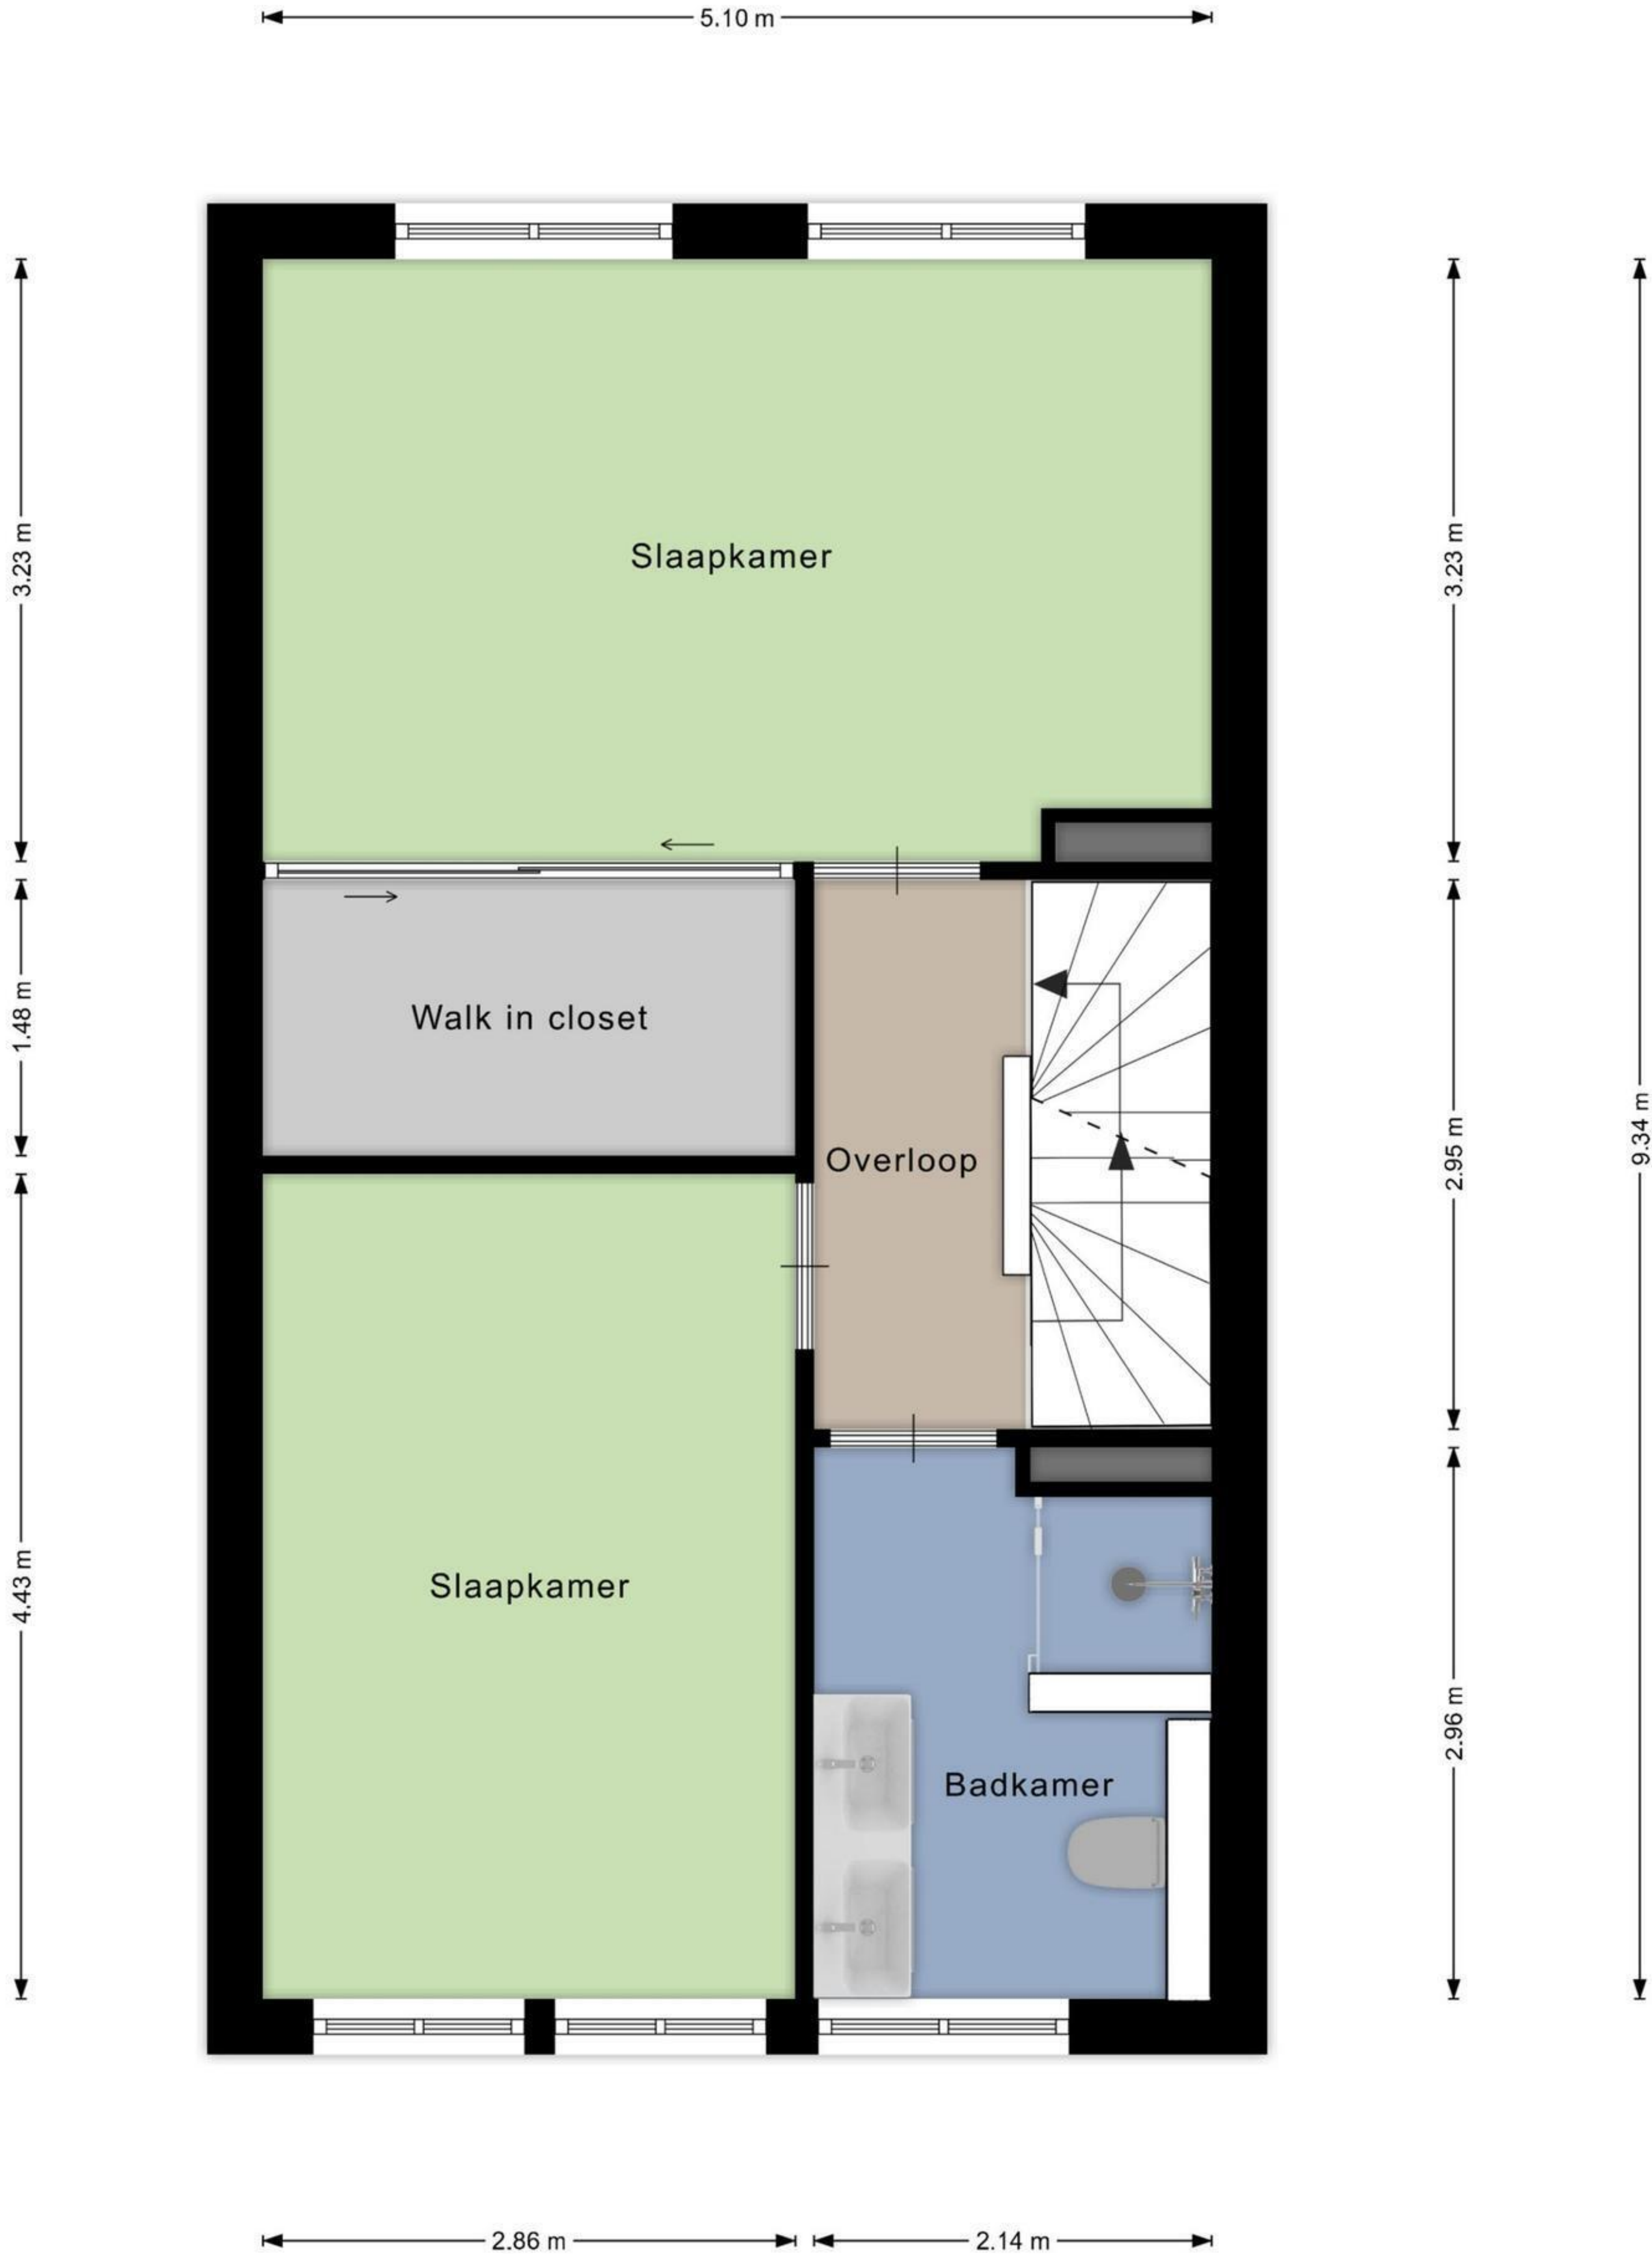 5.10 m
Slaapkamer
3.23 m
3.23 m
Walk in closet
1.48 m
Overloop
2.95 m
9.34 m
Slaapkamer
4.43 m
2.96 m
Badkamer
2.86 m
2.14 m